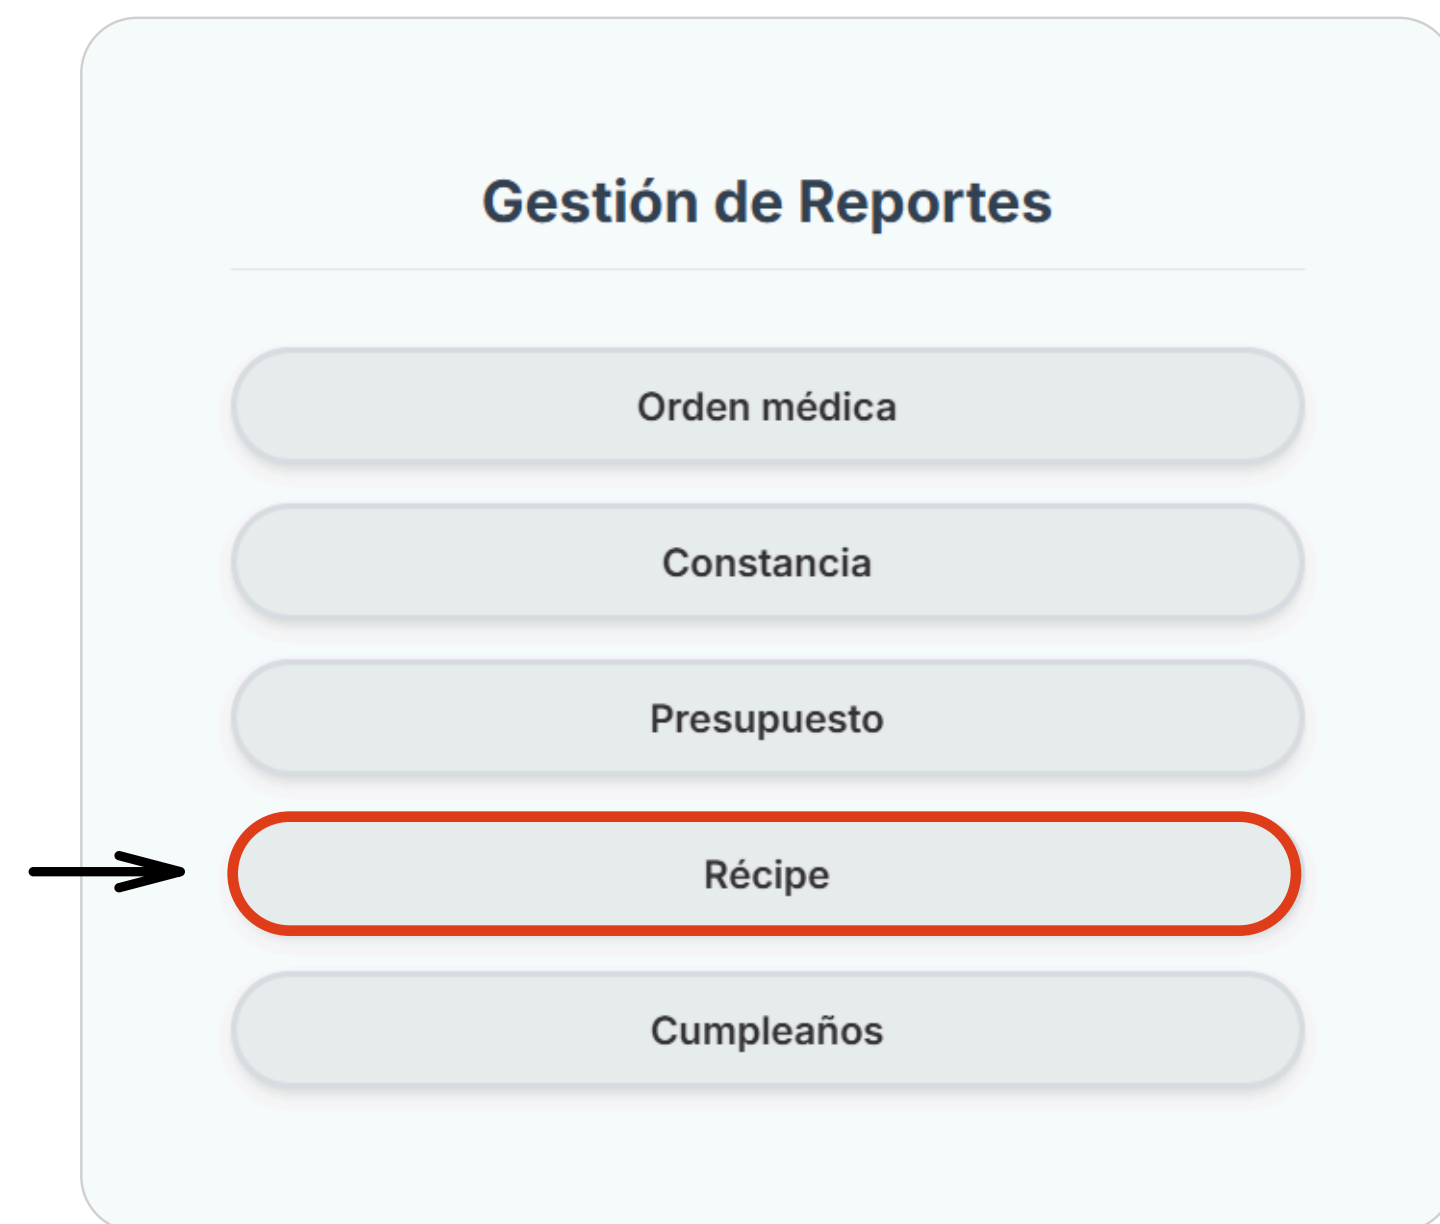 Gestión de Reportes
Orden médica
Constancia
Presupuesto
Récipe
Cumpleaños